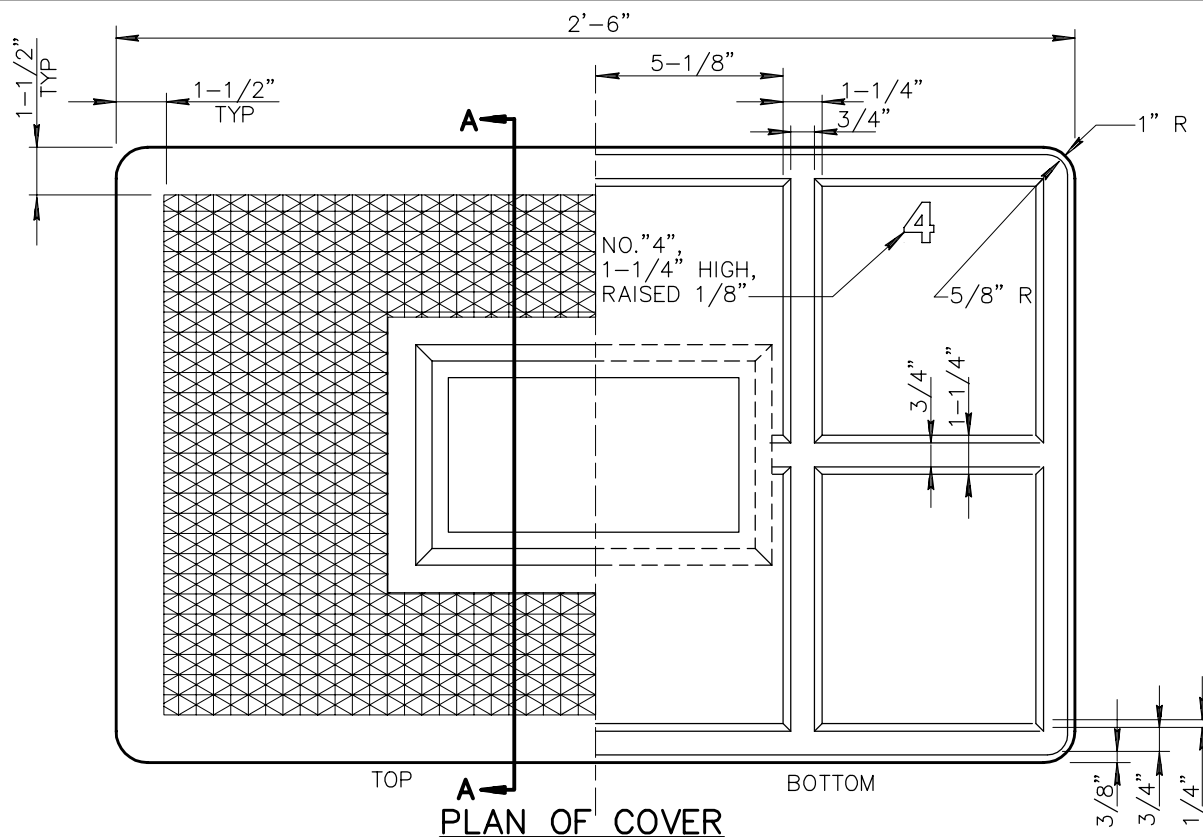 2'-6"
5-1/8"
1-1/2"
TYP
1-1/2"
TYP
1-1/4"
3/4"
A
1" R
4
NO."4",
1-1/4" HIGH,
RAISED 1/8"
5/8" R
3/4"
1-1/4"
TOP
A
BOTTOM
3/8"
3/4"
1/4"
PLAN OF COVER